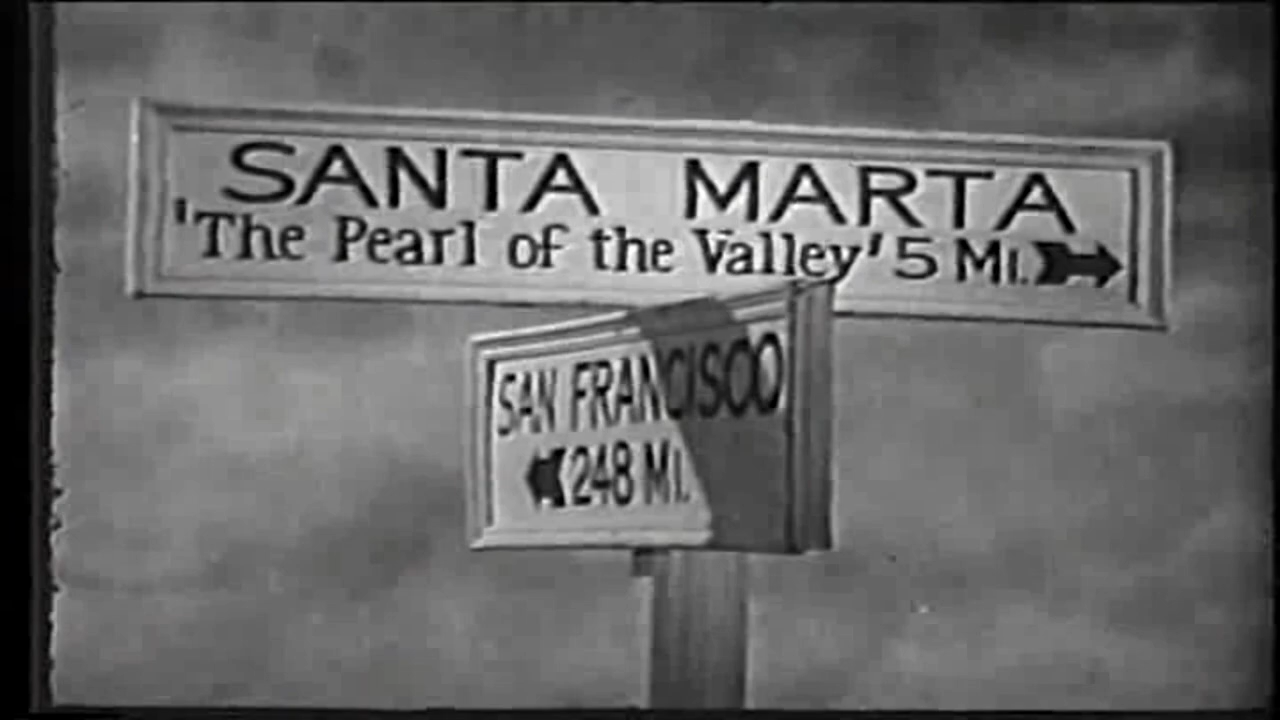 SANTA MARTA
'The Pearl of the Valley' 5 MI.
SAN FRANCISCO
248 MI.